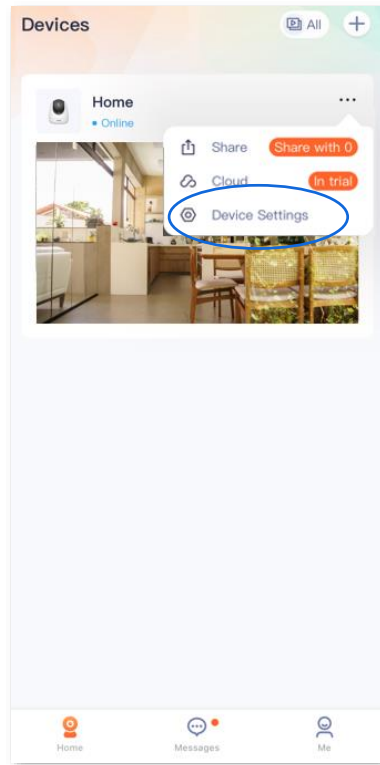 Devices
All
Home
Online
Share
Share with 0
Cloud
In trial
Device Settings
Home
Messages
Me